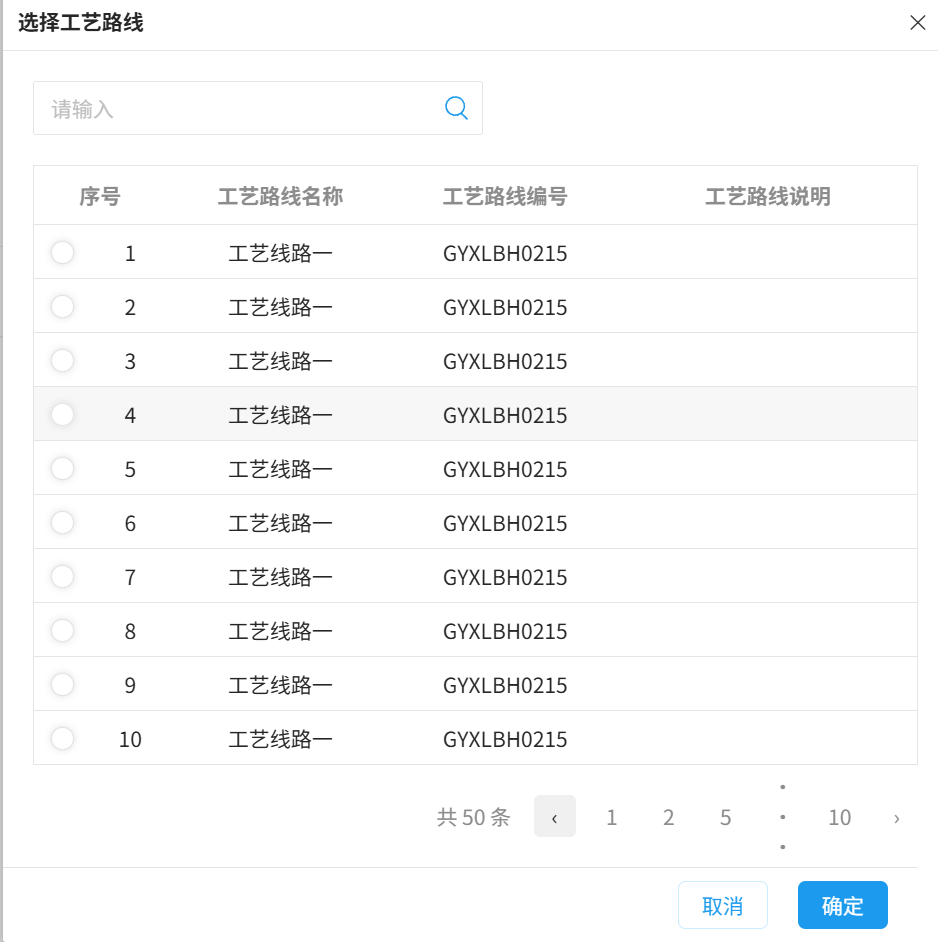 选择工艺路线
请输入
序号 工艺路线名称 工艺路线编号 工艺路线说明
1 工艺线路一 GYXLBH0215
2 工艺线路一 GYXLBH0215
3 工艺线路一 GYXLBH0215
4 工艺线路一 GYXLBH0215
5 工艺线路一 GYXLBH0215
6 工艺线路一 GYXLBH0215
7 工艺线路一 GYXLBH0215
8 工艺线路一 GYXLBH0215
9 工艺线路一 GYXLBH0215
10 工艺线路一 GYXLBH0215
共 50 条 ‹ 1 2 5 ... 10 ›
取消 确定